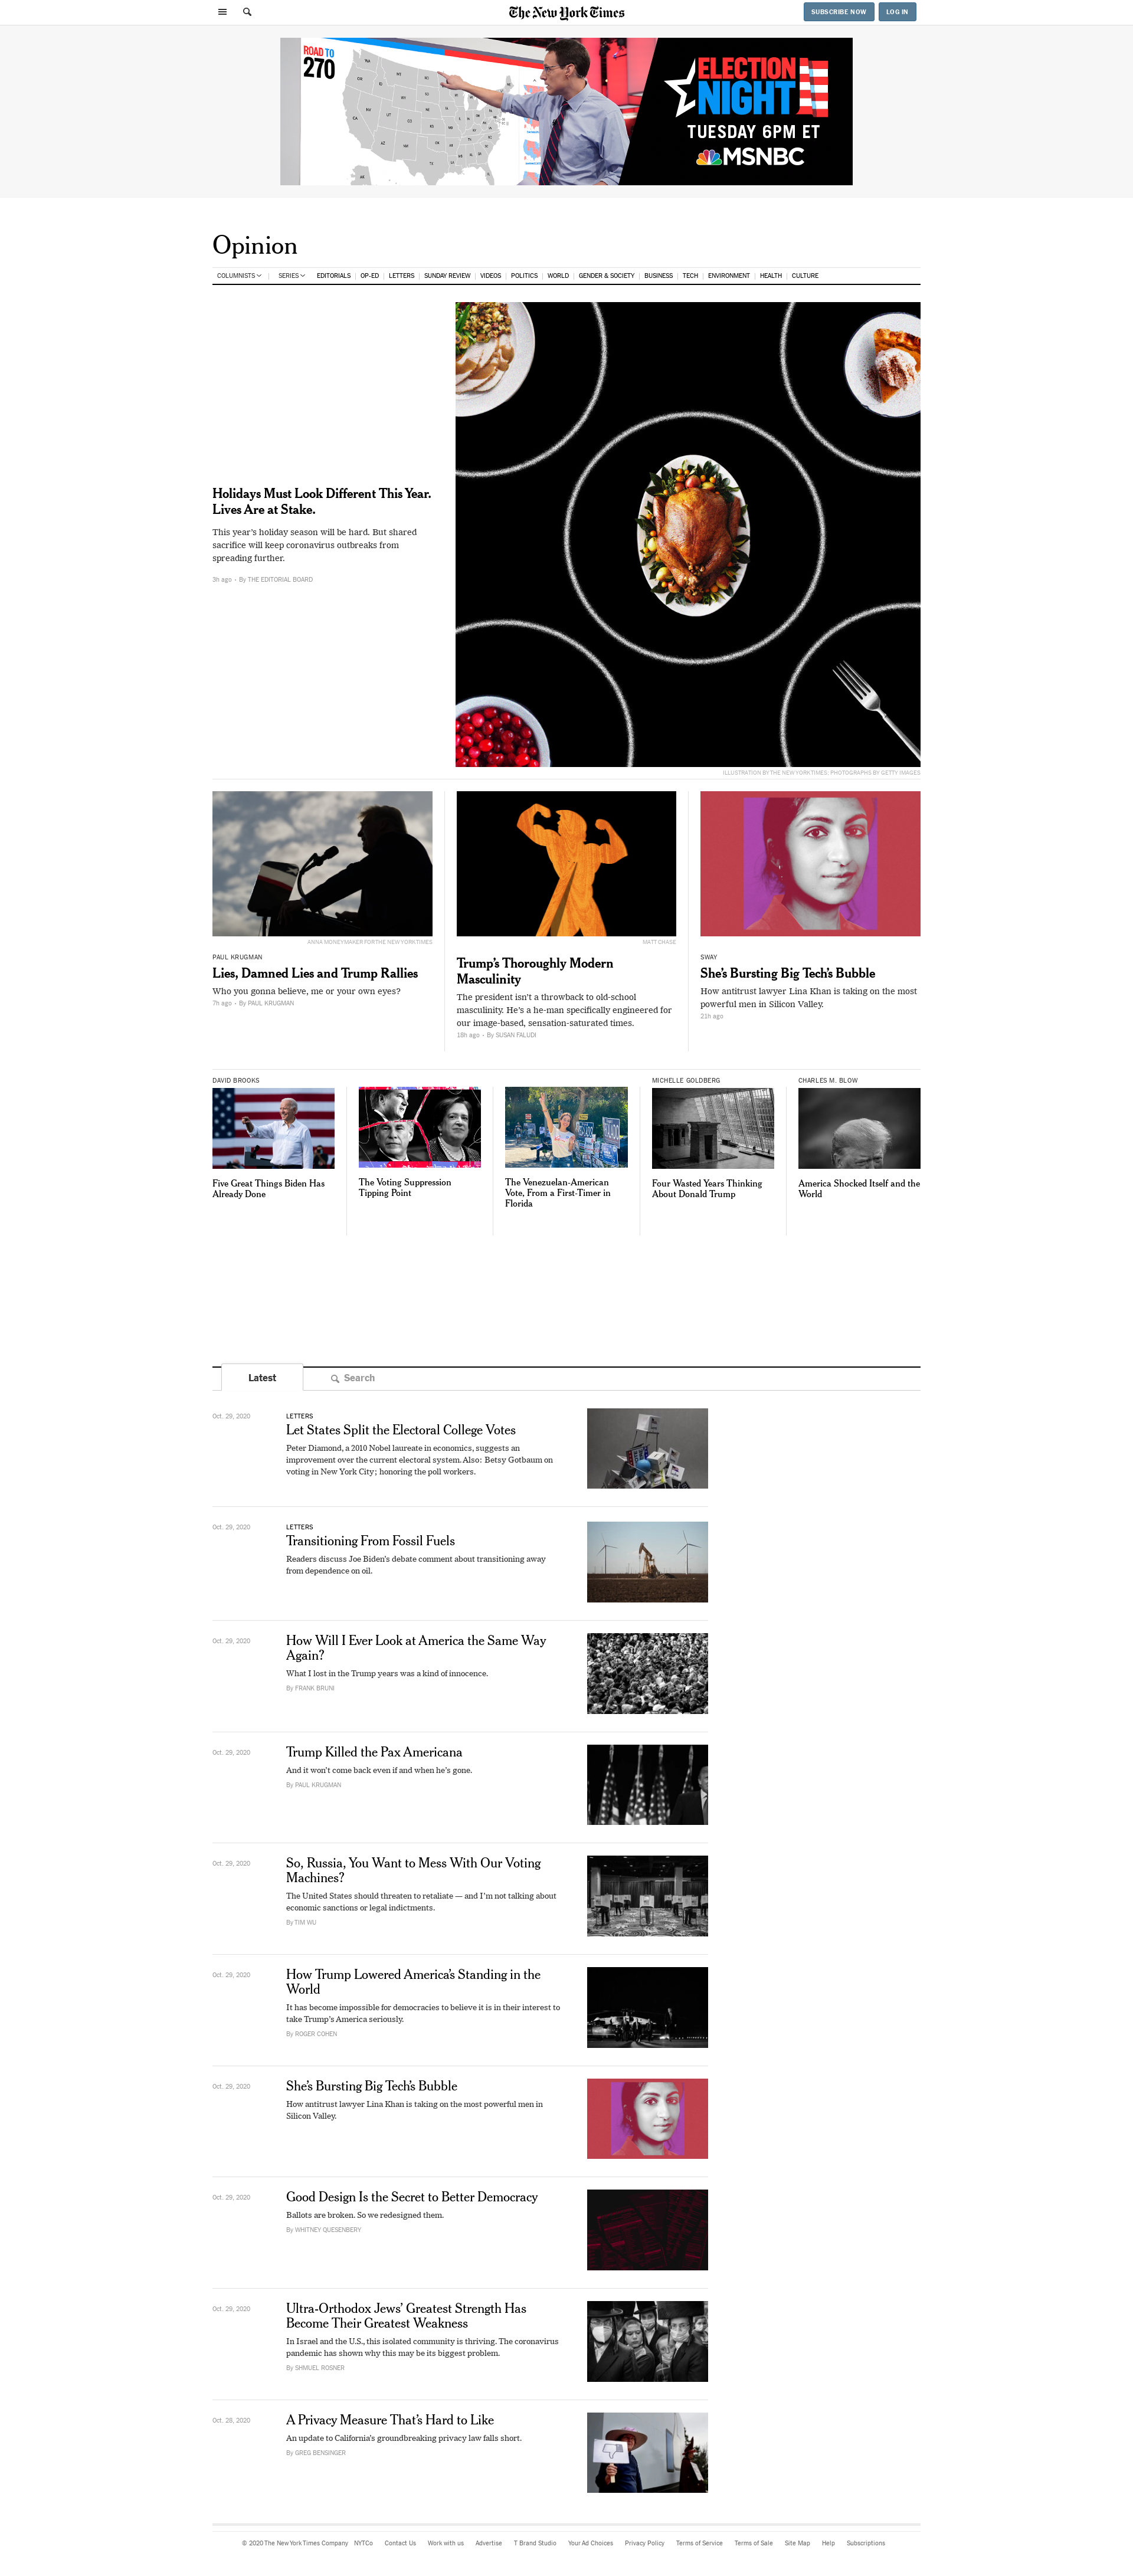 The New York Times
SUBSCRIBE NOW
LOG IN
ROAD TO
270
ELECTION
NIGHT
TUESDAY 6PM ET
MSNBC
Opinion
COLUMNISTS
SERIES
EDITORIALS
OP-ED
LETTERS
SUNDAY REVIEW
VIDEOS
POLITICS
WORLD
GENDER & SOCIETY
BUSINESS
TECH
ENVIRONMENT
HEALTH
CULTURE
Holidays Must Look Different This Year.
Lives Are at Stake.
This year's holiday season will be hard. But shared
sacrifice will keep coronavirus outbreaks from
spreading further.
3h ago • By THE EDITORIAL BOARD
ILLUSTRATION BY THE NEW YORK TIMES; PHOTOGRAPHS BY GETTY IMAGES
ANNA MONEYMAKER FOR THE NEW YORK TIMES
PAUL KRUGMAN
Lies, Damned Lies and Trump Rallies
Who you gonna believe, me or your own eyes?
7h ago • By PAUL KRUGMAN
MATT CHASE
Trump's Thoroughly Modern
Masculinity
The president isn't a throwback to old-school
masculinity. He's a he-man specifically engineered for
our image-based, sensation-saturated times.
18h ago • By SUSAN FALUDI
SWAY
She's Bursting Big Tech's Bubble
How antitrust lawyer Lina Khan is taking on the most
powerful men in Silicon Valley.
21h ago
DAVID BROOKS
Five Great Things Biden Has
Already Done
The Voting Suppression
Tipping Point
The Venezuelan-American
Vote, From a First-Timer in
Florida
MICHELLE GOLDBERG
Four Wasted Years Thinking
About Donald Trump
CHARLES M. BLOW
America Shocked Itself and the
World
Latest
Search
Oct. 29, 2020
LETTERS
Let States Split the Electoral College Votes
Peter Diamond, a 2010 Nobel laureate in economics, suggests an
improvement over the current electoral system. Also: Betsy Gotbaum on
voting in New York City; honoring the poll workers.
Oct. 29, 2020
LETTERS
Transitioning From Fossil Fuels
Readers discuss Joe Biden's debate comment about transitioning away
from dependence on oil.
Oct. 29, 2020
How Will I Ever Look at America the Same Way
Again?
What I lost in the Trump years was a kind of innocence.
By FRANK BRUNI
Oct. 29, 2020
Trump Killed the Pax Americana
And it won't come back even if and when he's gone.
By PAUL KRUGMAN
Oct. 29, 2020
So, Russia, You Want to Mess With Our Voting
Machines?
The United States should threaten to retaliate — and I'm not talking about
economic sanctions or legal indictments.
By TIM WU
Oct. 29, 2020
How Trump Lowered America's Standing in the
World
It has become impossible for democracies to believe it is in their interest to
take Trump's America seriously.
By ROGER COHEN
Oct. 29, 2020
She's Bursting Big Tech's Bubble
How antitrust lawyer Lina Khan is taking on the most powerful men in
Silicon Valley.
Oct. 29, 2020
Good Design Is the Secret to Better Democracy
Ballots are broken. So we redesigned them.
By WHITNEY QUESENBERY
Oct. 29, 2020
Ultra-Orthodox Jews' Greatest Strength Has
Become Their Greatest Weakness
In Israel and the U.S., this isolated community is thriving. The coronavirus
pandemic has shown why this may be its biggest problem.
By SHMUEL ROSNER
Oct. 28, 2020
A Privacy Measure That's Hard to Like
An update to California's groundbreaking privacy law falls short.
By GREG BENSINGER
© 2020 The New York Times Company
NYTCo
Contact Us
Work with us
Advertise
T Brand Studio
Your Ad Choices
Privacy Policy
Terms of Service
Terms of Sale
Site Map
Help
Subscriptions